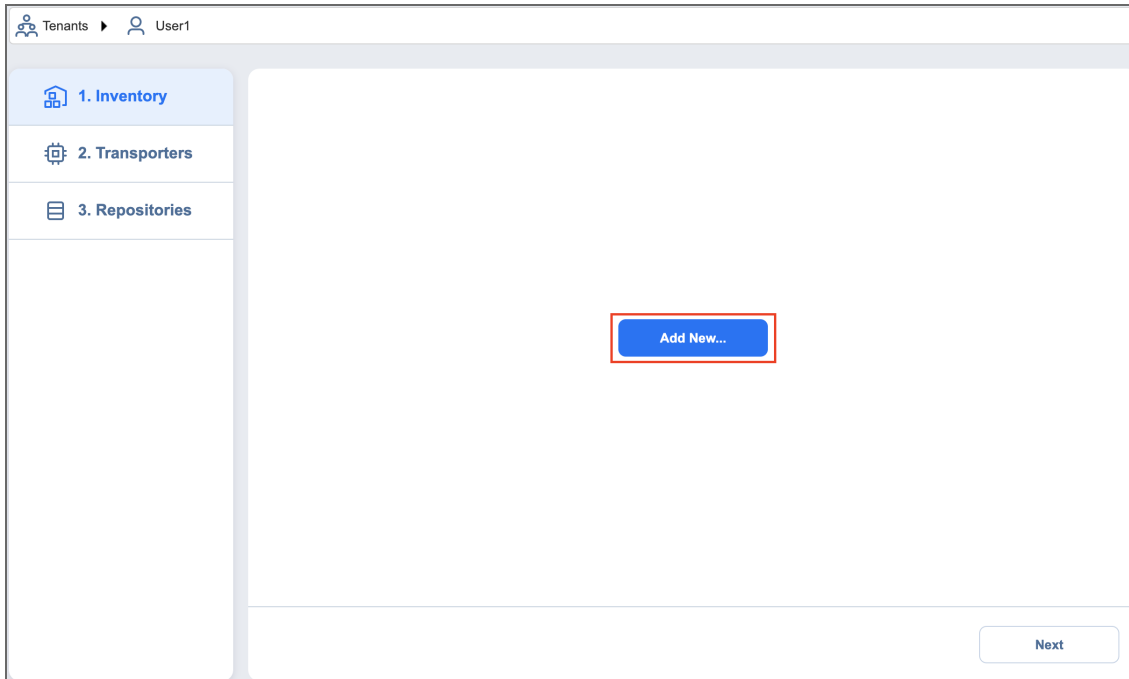 Tenants User1
1. Inventory
2. Transporters
3. Repositories
Add New...
Next